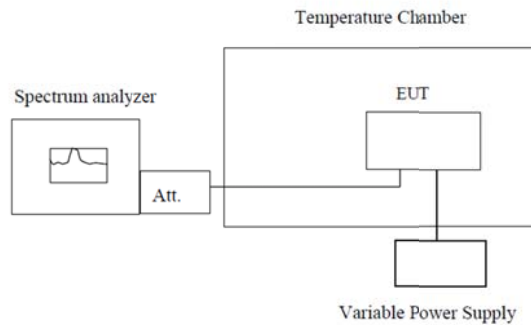 Temperature Chamber
Spectrum analyzer
EUT
Att.
Variable Power Supply